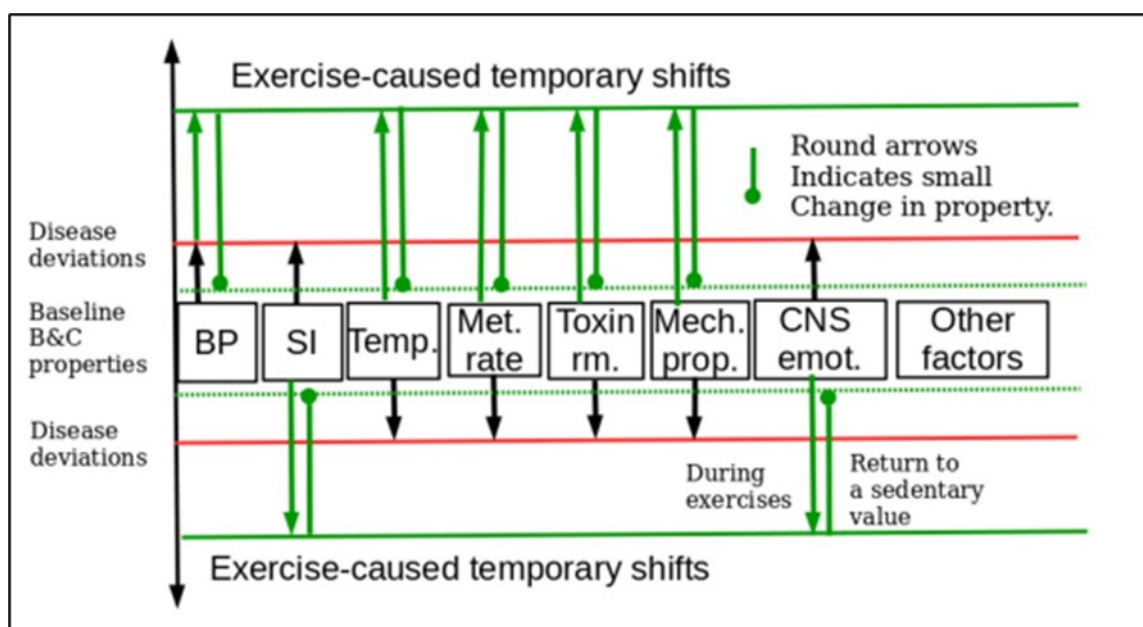 Exercise-caused temporary shifts
Round arrows
Indicates small
Change in property.
Disease
deviations
Baseline
B&C
properties
BP
SI
Temp.
Met.
rate
Toxin
rm.
Mech.
prop.
CNS
emot.
Other
factors
Disease
deviations
During
exercises
Return to
a sedentary
value
Exercise-caused temporary shifts